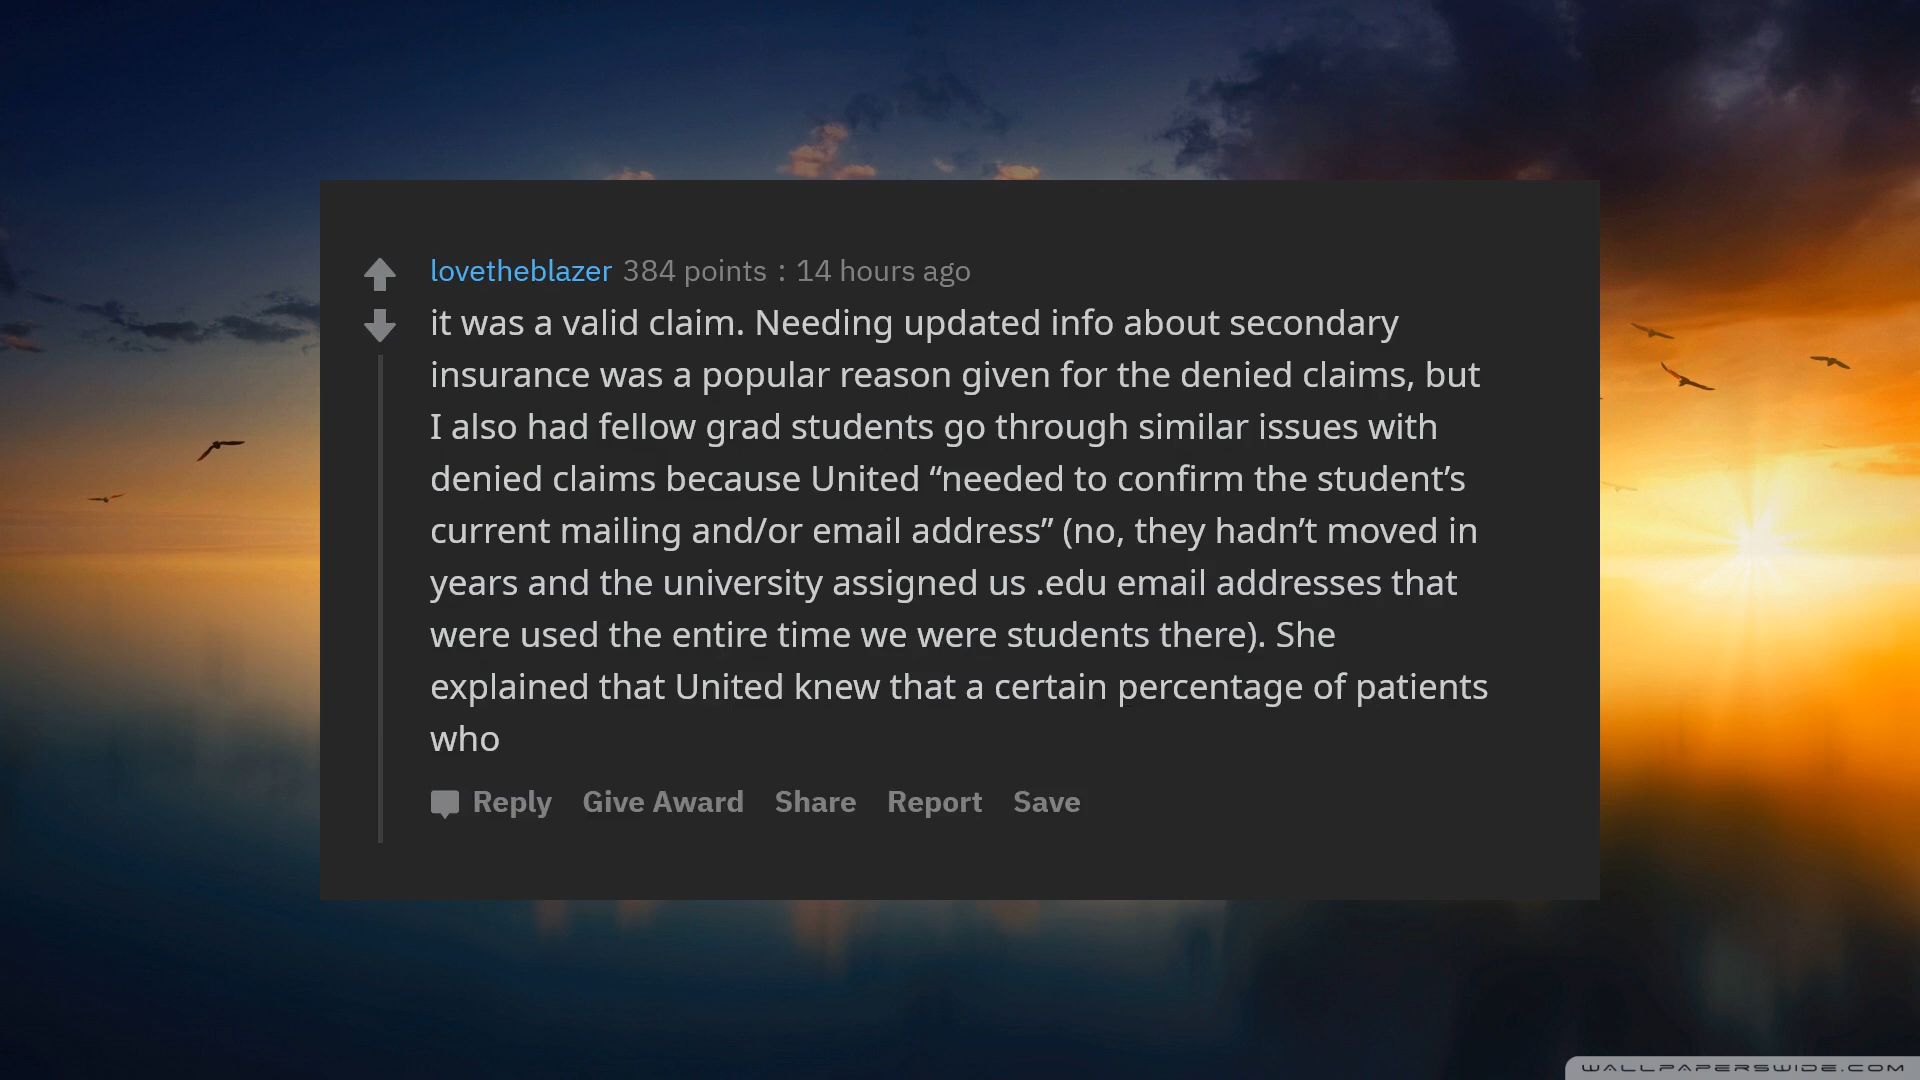 lovetheblazer 384 points : 14 hours ago
it was a valid claim. Needing updated info about secondary
insurance was a popular reason given for the denied claims, but
I also had fellow grad students go through similar issues with
denied claims because United “needed to confirm the student’s
current mailing and/or email address” (no, they hadn’t moved in
years and the university assigned us .edu email addresses that
were used the entire time we were students there). She
explained that United knew that a certain percentage of patients
who
Reply Give Award Share Report Save
WALLPAPERSWIDE.COM